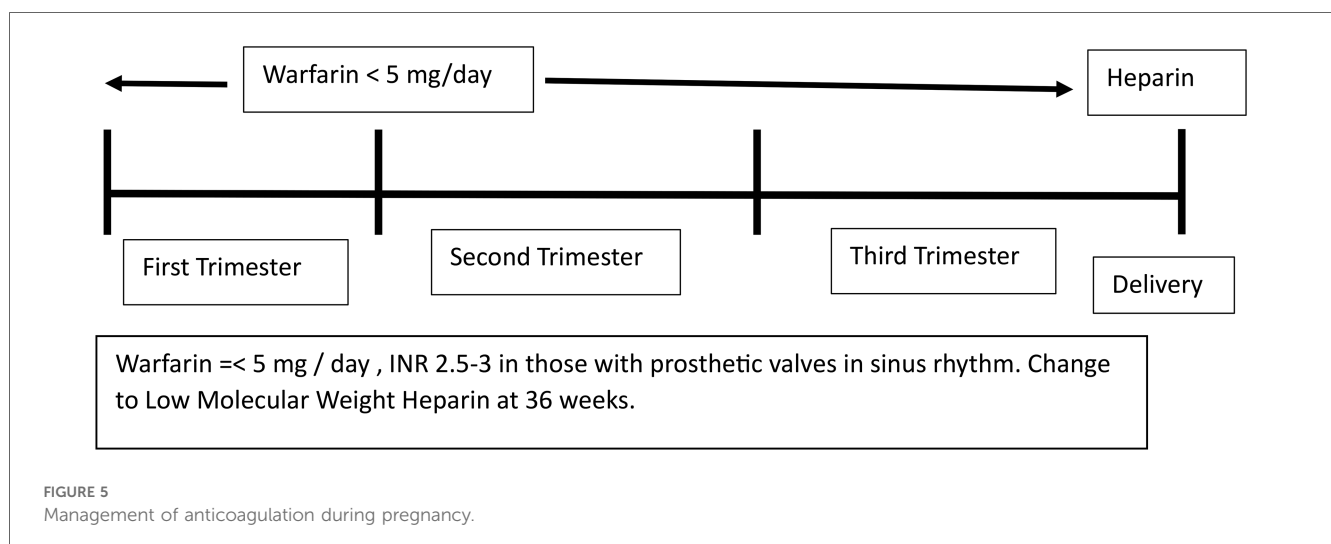 Warfarin < 5 mg/day
Heparin
First Trimester
Second Trimester
Third Trimester
Delivery
Warfarin =< 5 mg / day , INR 2.5-3 in those with prosthetic valves in sinus rhythm. Change
to Low Molecular Weight Heparin at 36 weeks.
FIGURE 5
Management of anticoagulation during pregnancy.